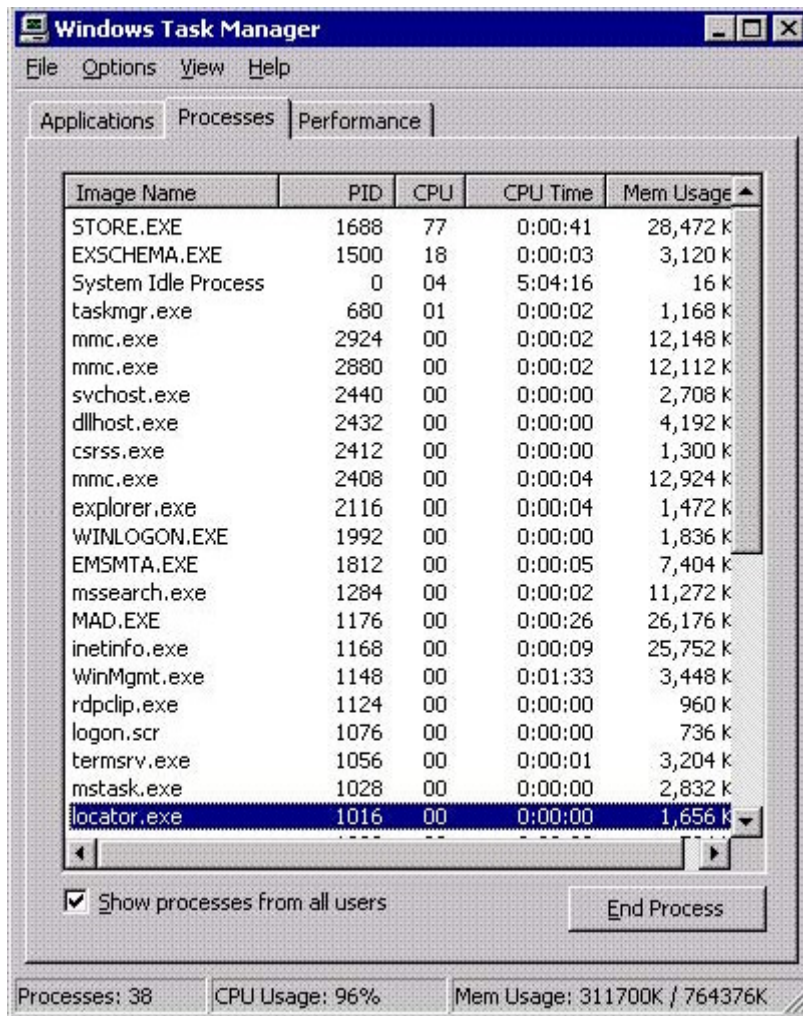 Windows Task Manager
File Options View Help
Applications Processes Performance
Image Name PID CPU CPU Time Mem Usage
STORE.EXE 1688 77 0:00:41 28,472 K
EXSCHEMA.EXE 1500 18 0:00:03 3,120 K
System Idle Process 0 04 5:04:16 16 K
taskmgr.exe 680 01 0:00:02 1,168 K
mmc.exe 2924 00 0:00:02 12,148 K
mmc.exe 2880 00 0:00:02 12,112 K
svchost.exe 2440 00 0:00:00 2,708 K
dllhost.exe 2432 00 0:00:00 4,192 K
csrss.exe 2412 00 0:00:00 1,300 K
mmc.exe 2408 00 0:00:04 12,924 K
explorer.exe 2116 00 0:00:04 1,472 K
WINLOGON.EXE 1992 00 0:00:00 1,836 K
EMSMTA.EXE 1812 00 0:00:05 7,404 K
mssearch.exe 1284 00 0:00:02 11,272 K
MAD.EXE 1176 00 0:00:26 26,176 K
inetinfo.exe 1168 00 0:00:09 25,752 K
WinMgmt.exe 1148 00 0:01:33 3,448 K
rdpclip.exe 1124 00 0:00:00 960 K
logon.scr 1076 00 0:00:00 736 K
termsrv.exe 1056 00 0:00:01 3,204 K
mstask.exe 1028 00 0:00:00 2,832 K
locator.exe 1016 00 0:00:00 1,656 K
Show processes from all users
End Process
Processes: 38 CPU Usage: 96% Mem Usage: 311700K / 764376K